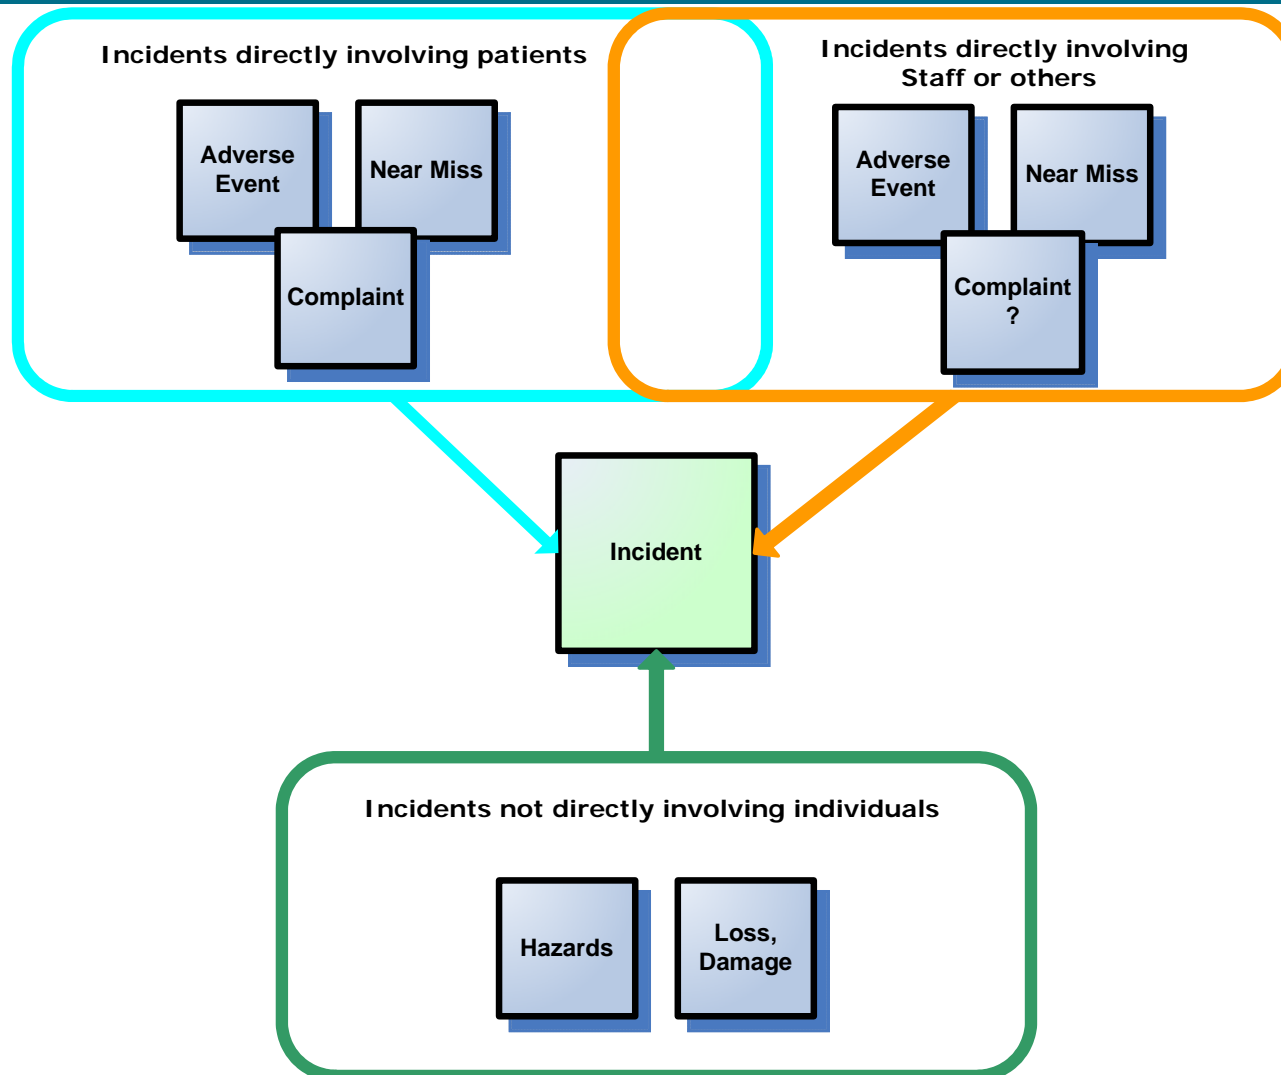 Incidents directly involving patients
Adverse
Event
Near Miss
Complaint
Incidents directly involving
Staff or others
Adverse
Event
Near Miss
Complaint
?
Incident
Incidents not directly involving individuals
Hazards
Loss,
Damage